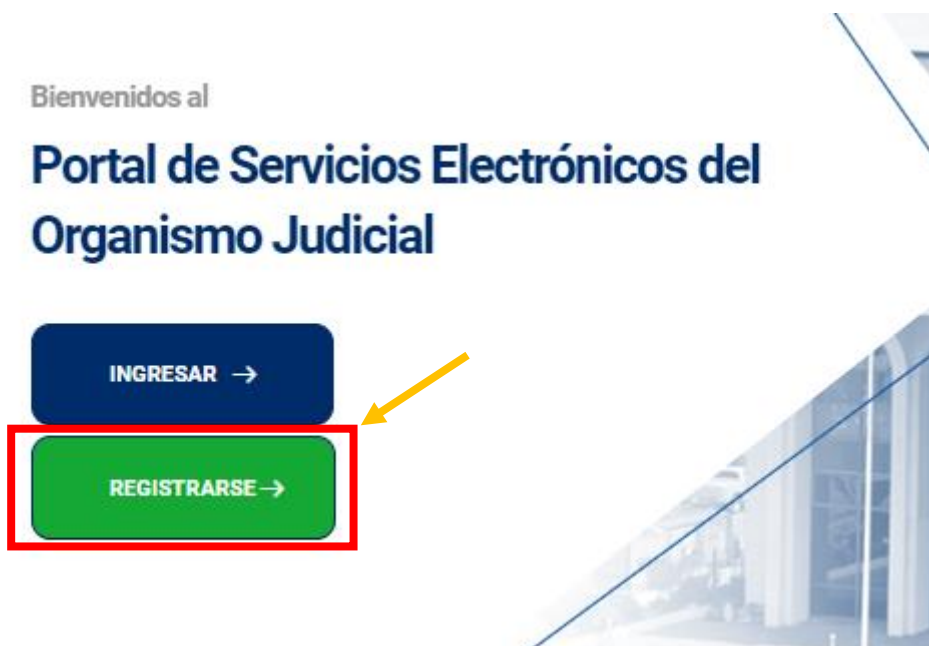 Bienvenidos al
Portal de Servicios Electrónicos del
Organismo Judicial
INGRESAR →
REGISTRARSE→